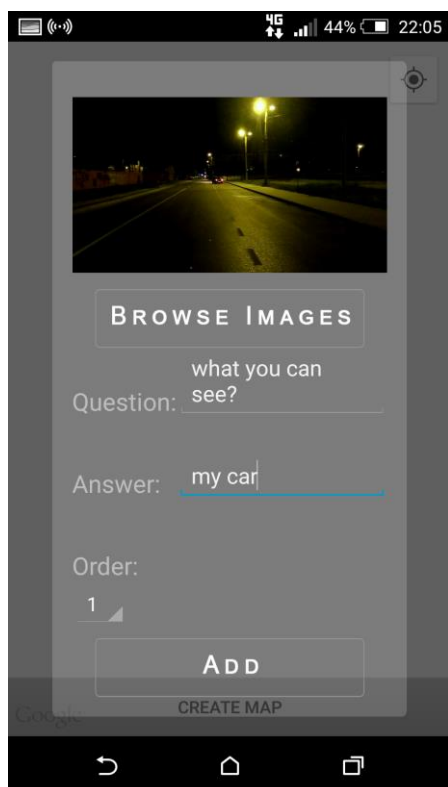 4G 44% 22:05
BROWSE IMAGES
what you can
Question: see?
Answer: my car
Order:
1
ADD
CREATE MAP
Google